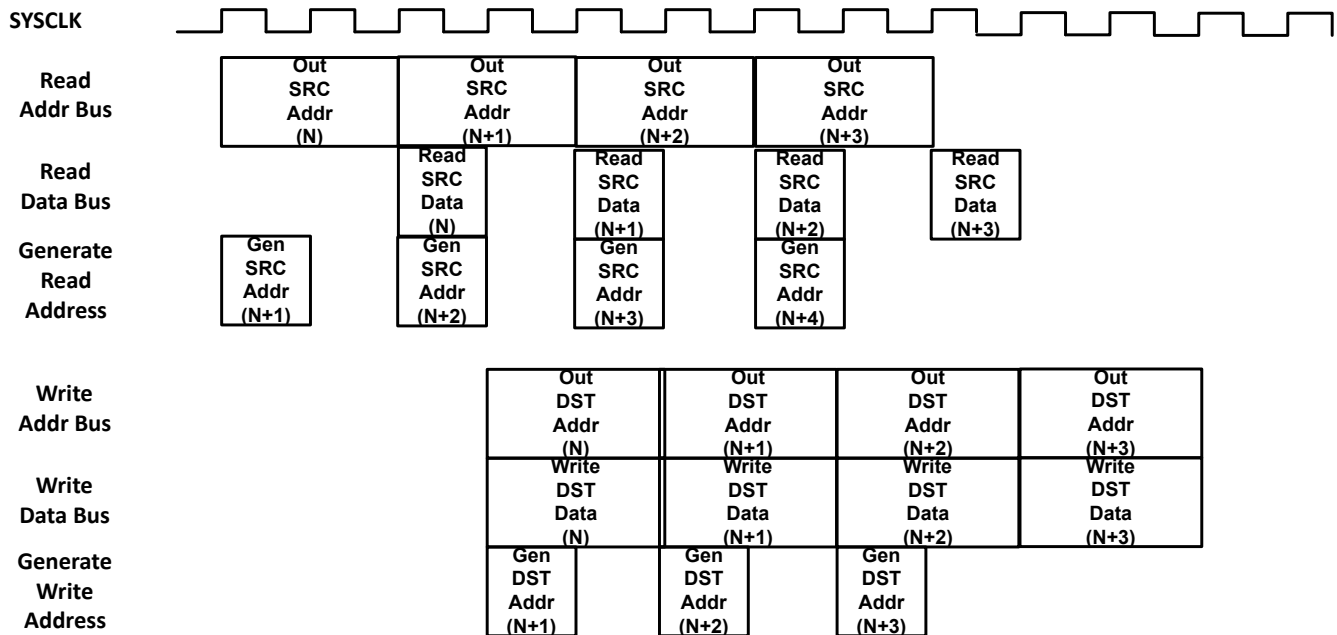 SYSCLK
Read
Addr Bus
Out
SRC
Addr
(N)
Out
SRC
Addr
(N+1)
Out
SRC
Addr
(N+2)
Out
SRC
Addr
(N+3)
Read
Data Bus
Read
SRC
Data
(N)
Read
SRC
Data
(N+1)
Read
SRC
Data
(N+2)
Read
SRC
Data
(N+3)
Generate
Read
Address
Gen
SRC
Addr
(N+1)
Gen
SRC
Addr
(N+2)
Gen
SRC
Addr
(N+3)
Gen
SRC
Addr
(N+4)
Write
Addr Bus
Out
DST
Addr
(N)
Out
DST
Addr
(N+1)
Out
DST
Addr
(N+2)
Out
DST
Addr
(N+3)
Write
Data Bus
Write
DST
Data
(N)
Write
DST
Data
(N+1)
Write
DST
Data
(N+2)
Write
DST
Data
(N+3)
Generate
Write
Address
Gen
DST
Addr
(N+1)
Gen
DST
Addr
(N+2)
Gen
DST
Addr
(N+3)